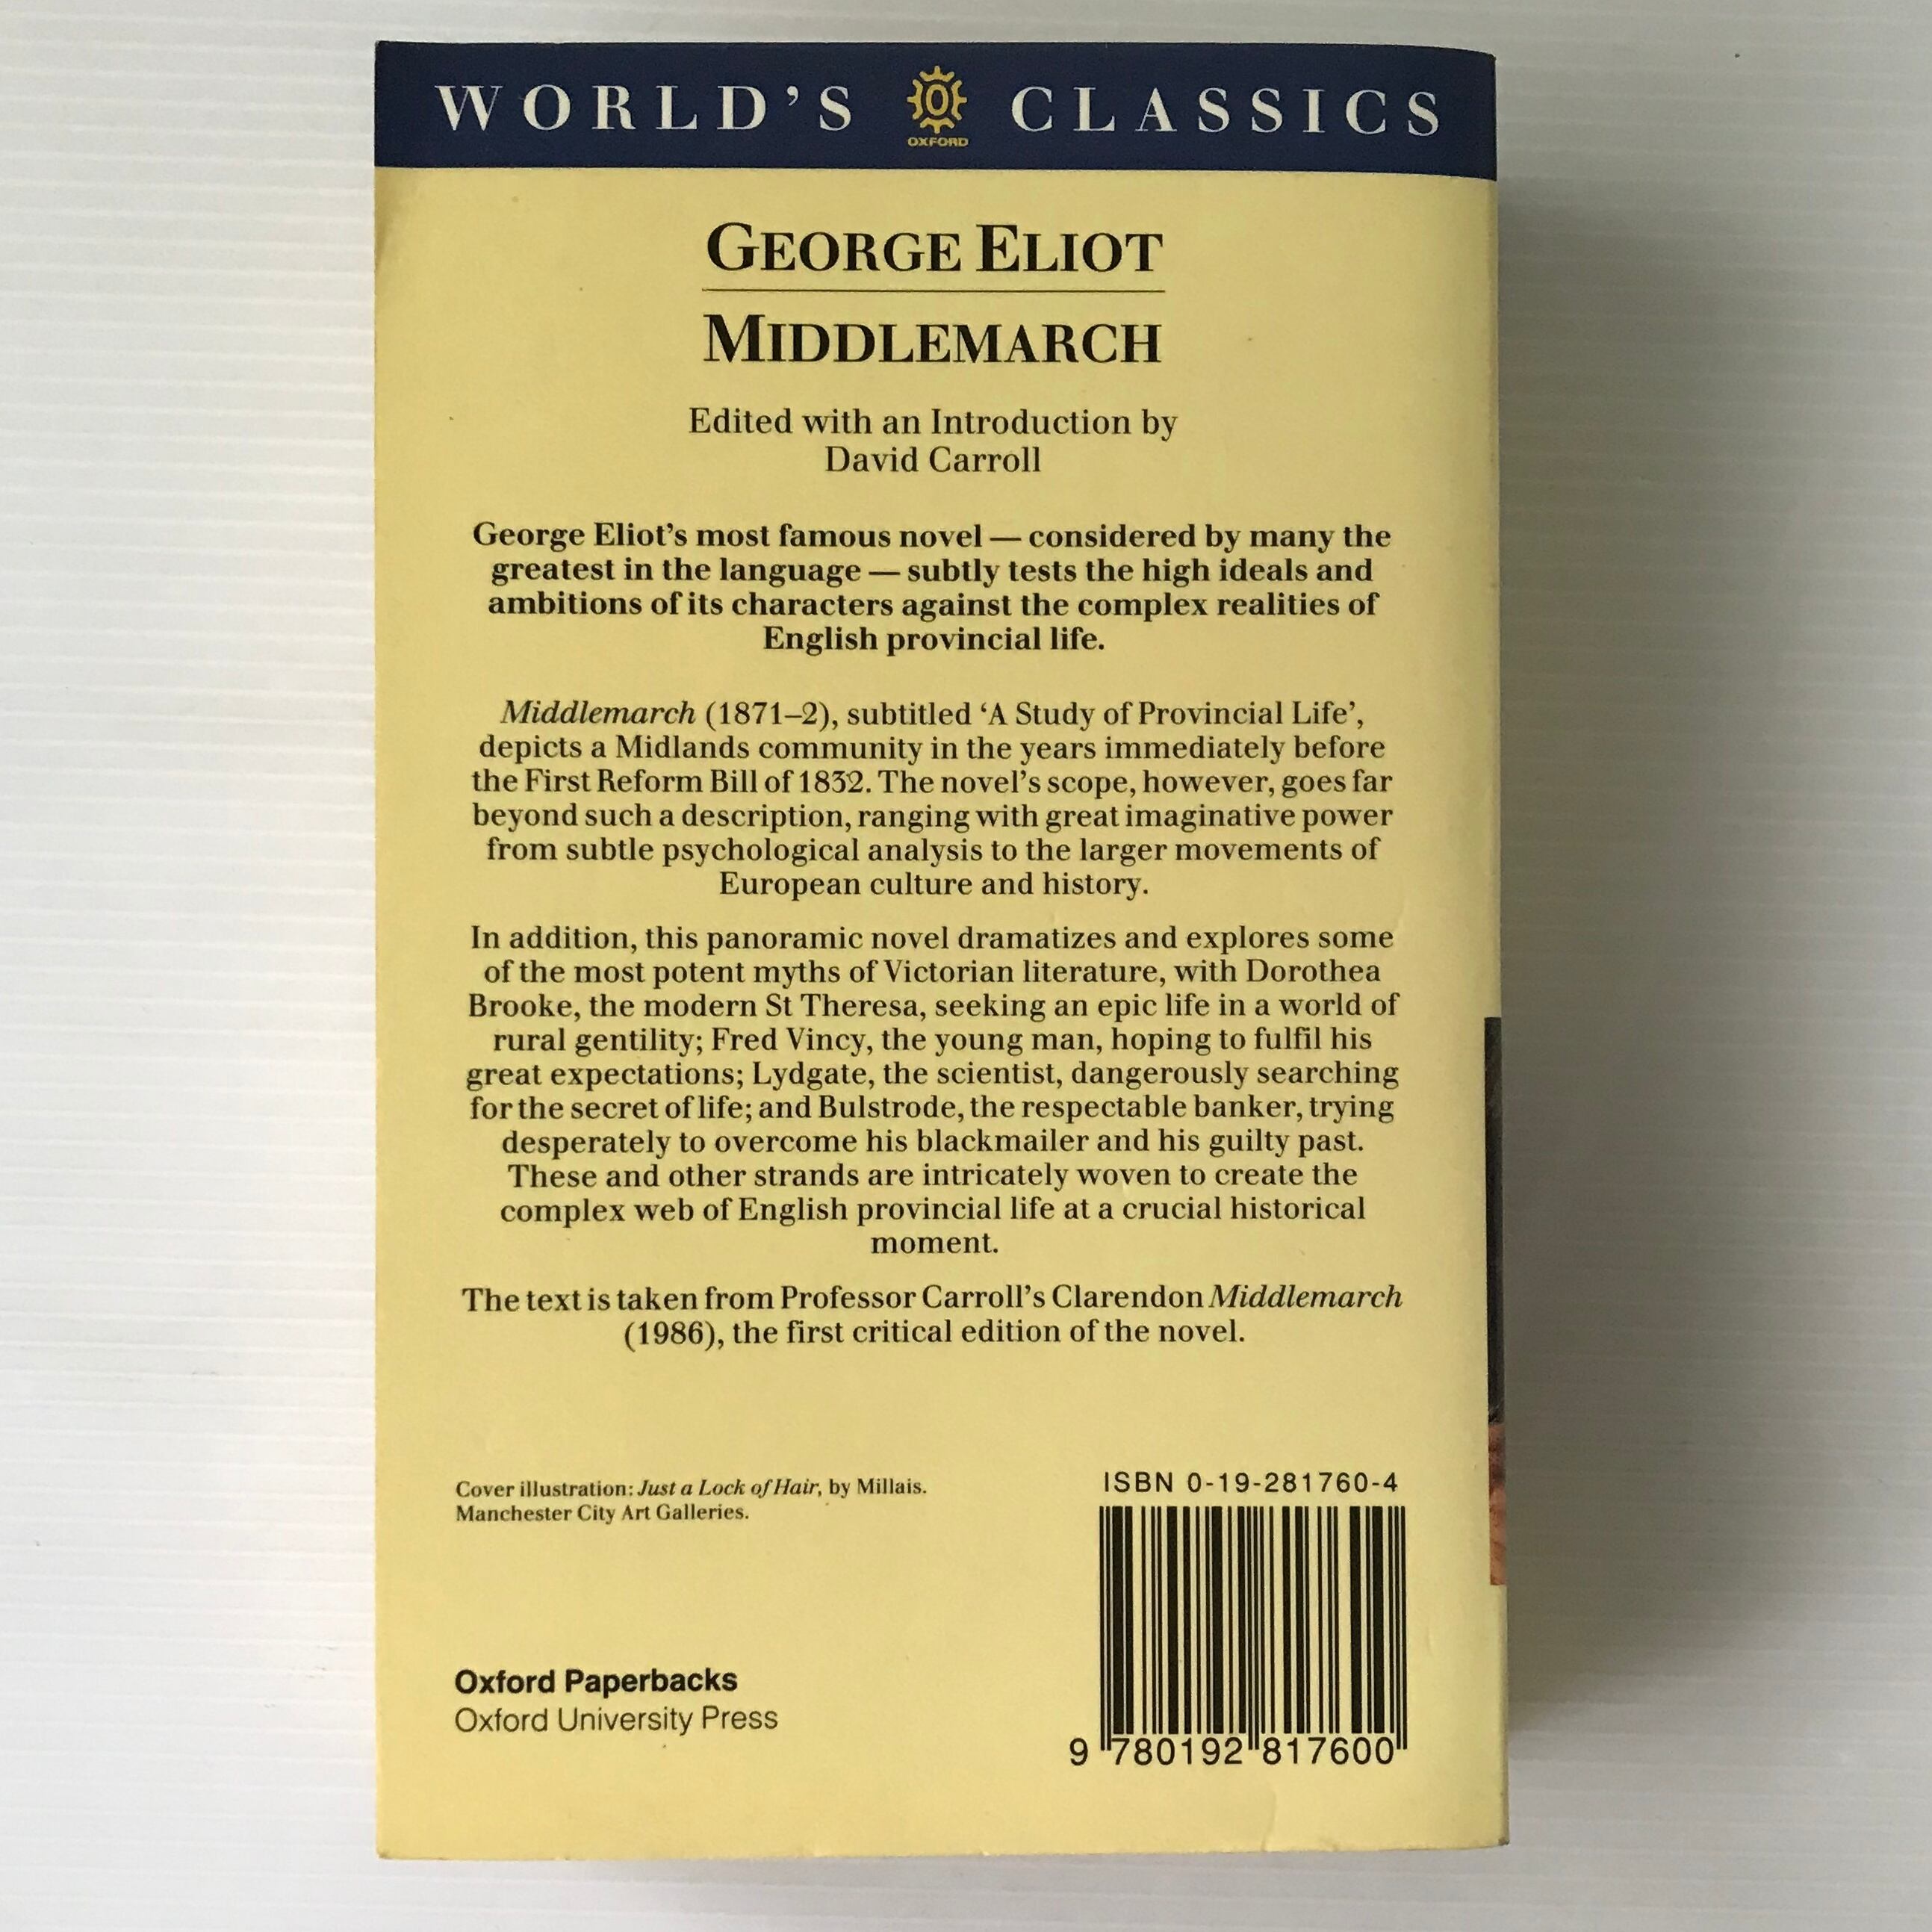 WORLD'S CLASSICS
OXFORD
GEORGE ELIOT
MIDDLEMARCH
Edited with an Introduction by
David Carroll
George Eliot's most famous novel — considered by many the
greatest in the language — subtly tests the high ideals and
ambitions of its characters against the complex realities of
English provincial life.
Middlemarch (1871–2), subtitled ‘A Study of Provincial Life’,
depicts a Midlands community in the years immediately before
the First Reform Bill of 1832. The novel's scope, however, goes far
beyond such a description, ranging with great imaginative power
from subtle psychological analysis to the larger movements of
European culture and history.
In addition, this panoramic novel dramatizes and explores some
of the most potent myths of Victorian literature, with Dorothea
Brooke, the modern St Theresa, seeking an epic life in a world of
rural gentility; Fred Vincy, the young man, hoping to fulfil his
great expectations; Lydgate, the scientist, dangerously searching
for the secret of life; and Bulstrode, the respectable banker, trying
desperately to overcome his blackmailer and his guilty past.
These and other strands are intricately woven to create the
complex web of English provincial life at a crucial historical
moment.
The text is taken from Professor Carroll's Clarendon Middlemarch
(1986), the first critical edition of the novel.
Cover illustration: Just a Lock of Hair, by Millais.
Manchester City Art Galleries.
ISBN 0-19-281760-4
Oxford Paperbacks
Oxford University Press
9 780192 817600